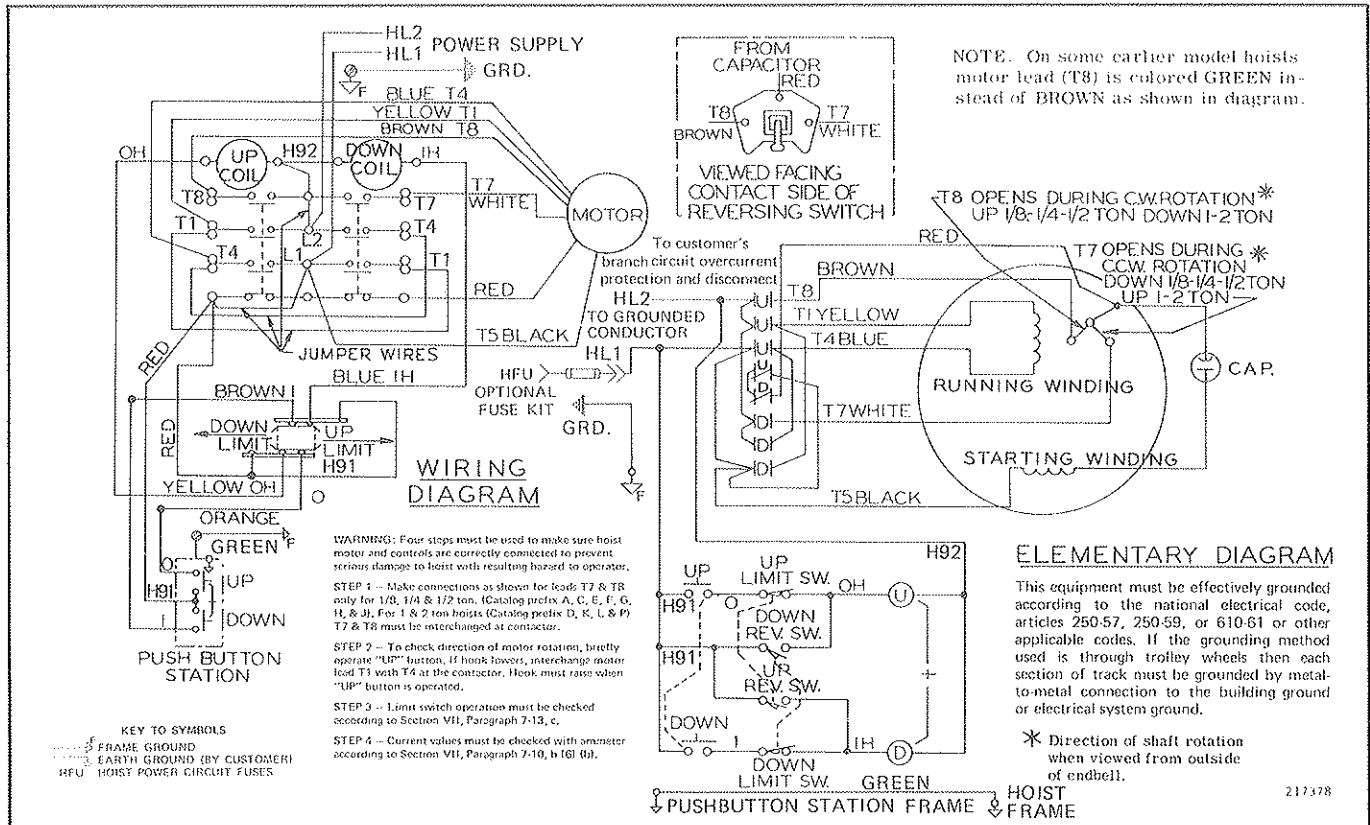 HL2
HL1
POWER SUPPLY
GRD.
F
BLUE T4
YELLOW T1
BROWN T8
OH
UP
COIL
H92
DOWN
COIL
IH
T8
T7
T7
WHITE
MOTOR
T1
L2
T4
T4
L1
T1
RED
T5 BLACK
JUMPER WIRES
RED
BLUE IH
BROWN I
RED
DOWN
LIMIT
UP
LIMIT
H91
YELLOW OH
O
WIRING
DIAGRAM
ORANGE
GREEN
F
O
H91
I
UP
DOWN
PUSH BUTTON
STATION
KEY TO SYMBOLS
F FRAME GROUND
EARTH GROUND (BY CUSTOMER)
HFU HOIST POWER CIRCUIT FUSES
WARNING: Four steps must be used to make sure hoist
motor and controls are correctly connected to prevent
serious damage to hoist with resulting hazard to operator.
STEP 1 -- Make connections as shown for leads T7 & T8
only for 1/8, 1/4 & 1/2 ton. (Catalog prefix A, C, E, F, G,
H, & J). For 1 & 2 ton hoists (Catalog prefix D, K, L & P)
T7 & T8 must be interchanged at contactor.
STEP 2 -- To check direction of motor rotation, briefly
operate "UP" button. If hook lowers, interchange motor
lead T1 with T4 at the contactor. Hook must raise when
"UP" button is operated.
STEP 3 -- Limit switch operation must be checked
according to Section VII, Paragraph 7-13, c.
STEP 4 -- Current values must be checked with ammeter
according to Section VII, Paragraph 7-10, b (6) (b).
FROM
CAPACITOR
RED
T8
BROWN
T7
WHITE
VIEWED FACING
CONTACT SIDE OF
REVERSING SWITCH
NOTE. On some earlier model hoists
motor lead (T8) is colored GREEN in-
stead of BROWN as shown in diagram.
T8 OPENS DURING C.W. ROTATION *
UP 1/8-1/4-1/2 TON DOWN 1-2 TON
T7 OPENS DURING *
C.C.W. ROTATION
DOWN 1/8-1/4-1/2 TON
UP 1-2 TON
To customer's
branch circuit overcurrent
protection and disconnect
HL2
TO GROUNDED
CONDUCTOR
HL1
HFU
OPTIONAL
FUSE KIT
GRD.
F
RED
BROWN
U
T8
U
T1 YELLOW
U
T4 BLUE
U
D
D
T7 WHITE
D
D
T5 BLACK
RUNNING WINDING
STARTING WINDING
CAP.
H92
UP
H91
O
UP
LIMIT SW.
OH
U
DOWN
REV. SW.
H91
UP
REV. SW.
DOWN
I
IH
D
DOWN
LIMIT SW.
GREEN
PUSHBUTTON STATION FRAME
HOIST
FRAME
ELEMENTARY DIAGRAM
This equipment must be effectively grounded
according to the national electrical code,
articles 250-57, 250-59, or 610-61 or other
applicable codes. If the grounding method
used is through trolley wheels then each
section of track must be grounded by metal-
to-metal connection to the building ground
or electrical system ground.
* Direction of shaft rotation
when viewed from outside
of endbell.
217378